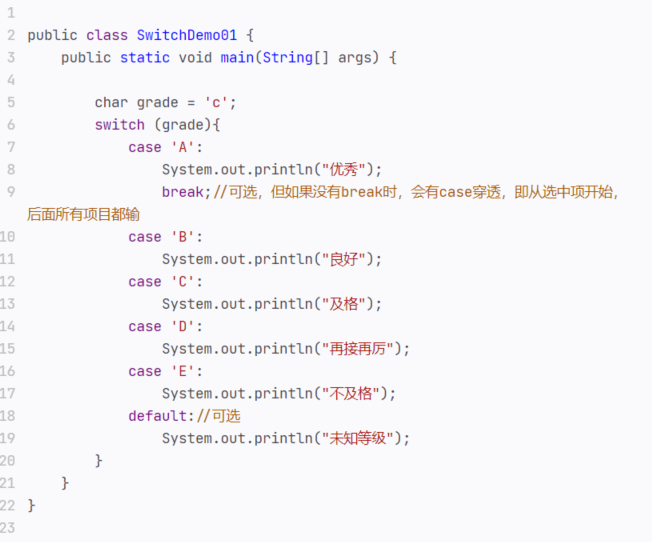 1
2 public class SwitchDemo01 {
3     public static void main(String[] args) {
4
5         char grade = 'c';
6         switch (grade){
7             case 'A':
8                 System.out.println("优秀");
9                 break;//可选，但如果没有break时，会有case穿透，即从选中项开始，
后面所有项目都输
10             case 'B':
11                 System.out.println("良好");
12             case 'C':
13                 System.out.println("及格");
14             case 'D':
15                 System.out.println("再接再厉");
16             case 'E':
17                 System.out.println("不及格");
18             default://可选
19                 System.out.println("未知等级");
20         }
21     }
22 }
23